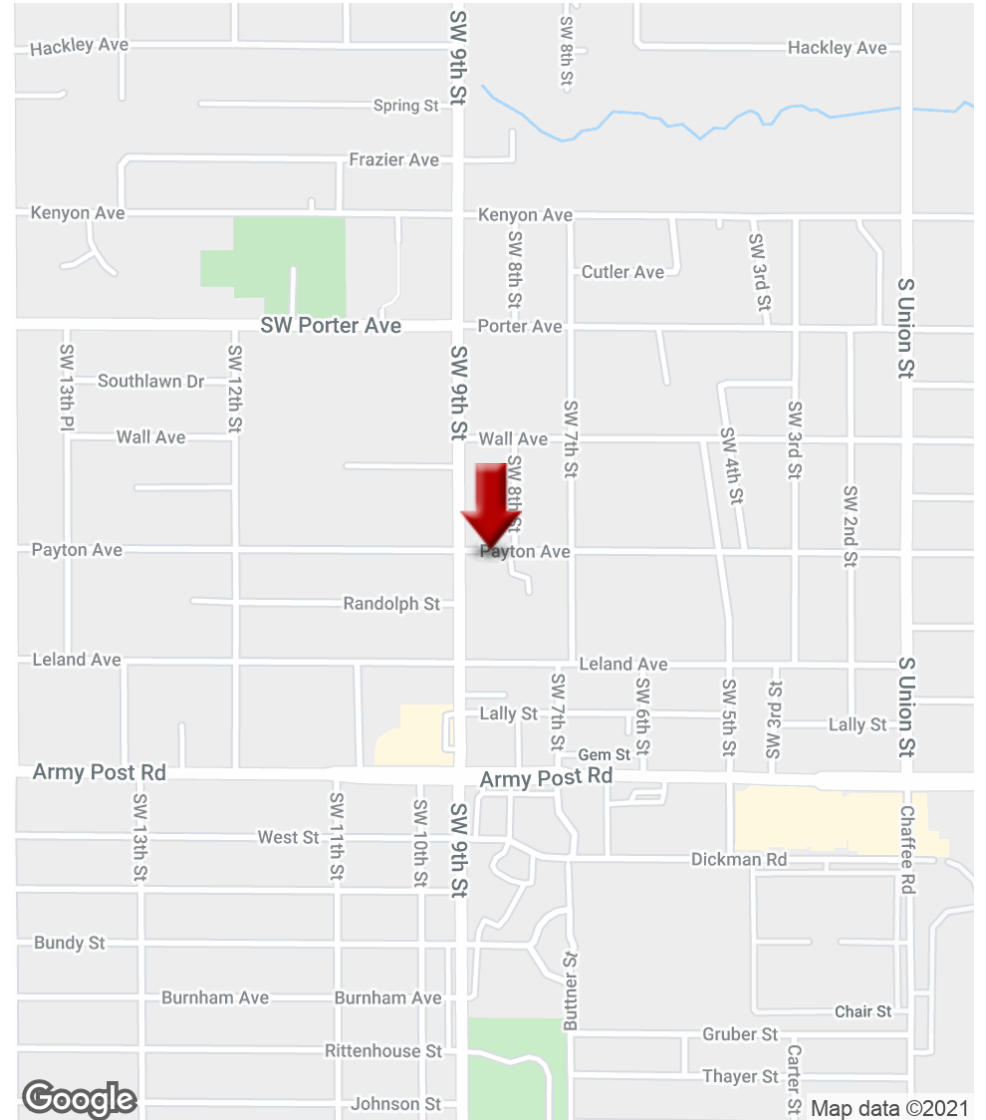 Hackley Ave
SW 9th St
SW 8th St
Hackley Ave
Spring St
Frazier Ave
Kenyon Ave
Kenyon Ave
SW 8th St
Cutler Ave
SW 3rd St
S Union St
SW Porter Ave
Porter Ave
SW 13th Pl
SW 12th St
SW 9th St
Southlawn Dr
SW 7th St
SW 3rd St
Wall Ave
Wall Ave
SW 4th St
SW 8th St
SW 2nd St
Payton Ave
Payton Ave
Randolph St
Leland Ave
Leland Ave
S Union St
SW 7th St
SW 6th St
SW 5th St
SW 3rd St
Lally St
Lally St
Gem St
Army Post Rd
Army Post Rd
SW 13th St
SW 11th St
SW 10th St
SW 9th St
Chaffee Rd
West St
Dickman Rd
Bundy St
Buttner St
Burnham Ave
Burnham Ave
Chair St
Gruber St
Rittenhouse St
Carter St
Thayer St
Google
Johnson St
Map data ©2021